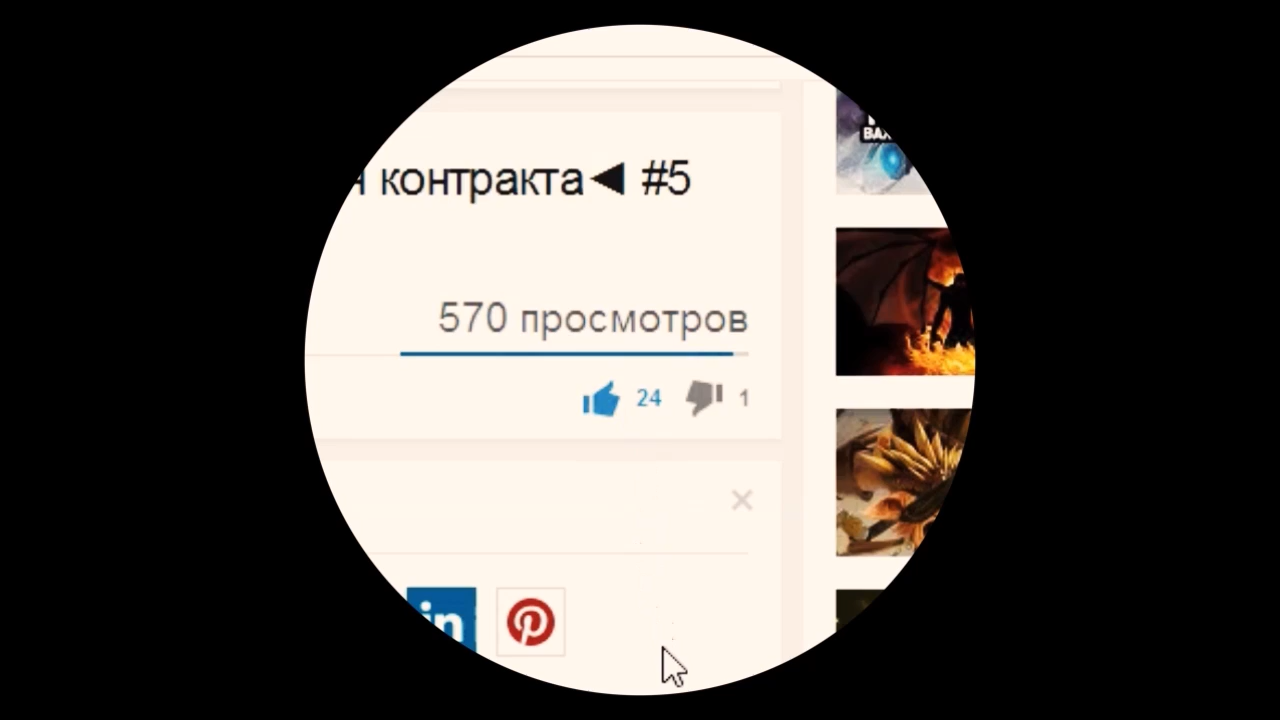 контракта◄ #5
570 просмотров
24 1
in